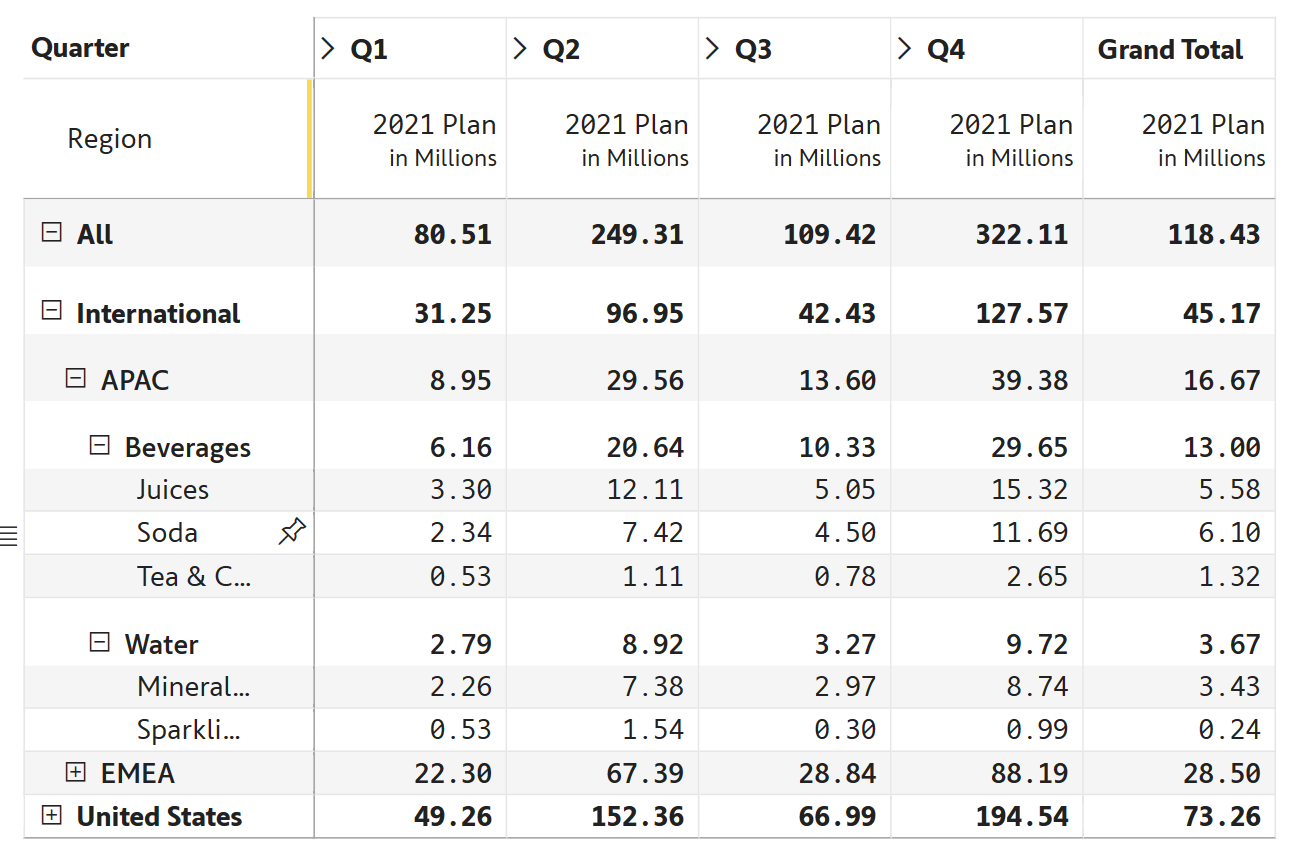 Quarter > Q1 > Q2 > Q3 > Q4 Grand Total
Region 2021 Plan in Millions 2021 Plan in Millions 2021 Plan in Millions 2021 Plan in Millions 2021 Plan in Millions
All 80.51 249.31 109.42 322.11 118.43
International 31.25 96.95 42.43 127.57 45.17
APAC 8.95 29.56 13.60 39.38 16.67
Beverages 6.16 20.64 10.33 29.65 13.00
Juices 3.30 12.11 5.05 15.32 5.58
Soda 2.34 7.42 4.50 11.69 6.10
Tea & C... 0.53 1.11 0.78 2.65 1.32
Water 2.79 8.92 3.27 9.72 3.67
Mineral... 2.26 7.38 2.97 8.74 3.43
Sparkli... 0.53 1.54 0.30 0.99 0.24
EMEA 22.30 67.39 28.84 88.19 28.50
United States 49.26 152.36 66.99 194.54 73.26